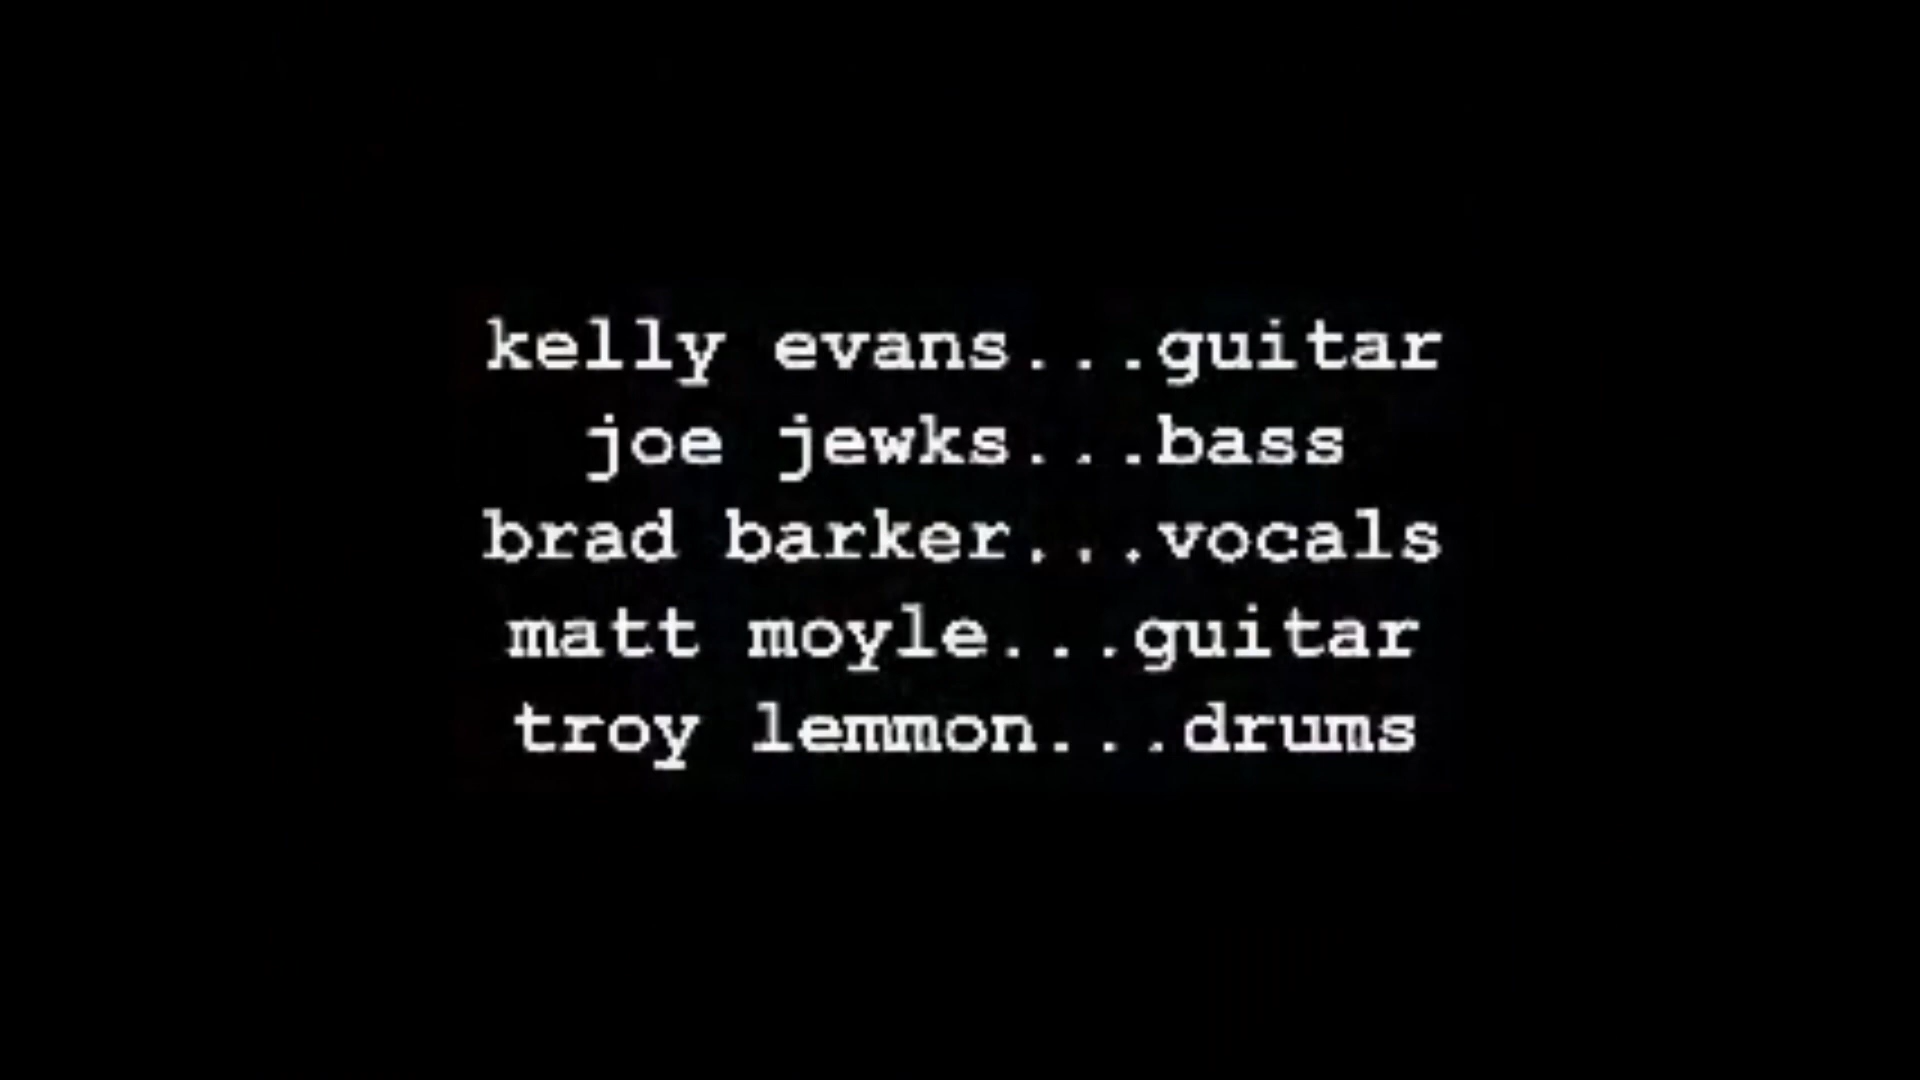 kelly evans...guitar
joe jewks...bass
brad barker...vocals
matt moyle...guitar
troy lemmon...drums